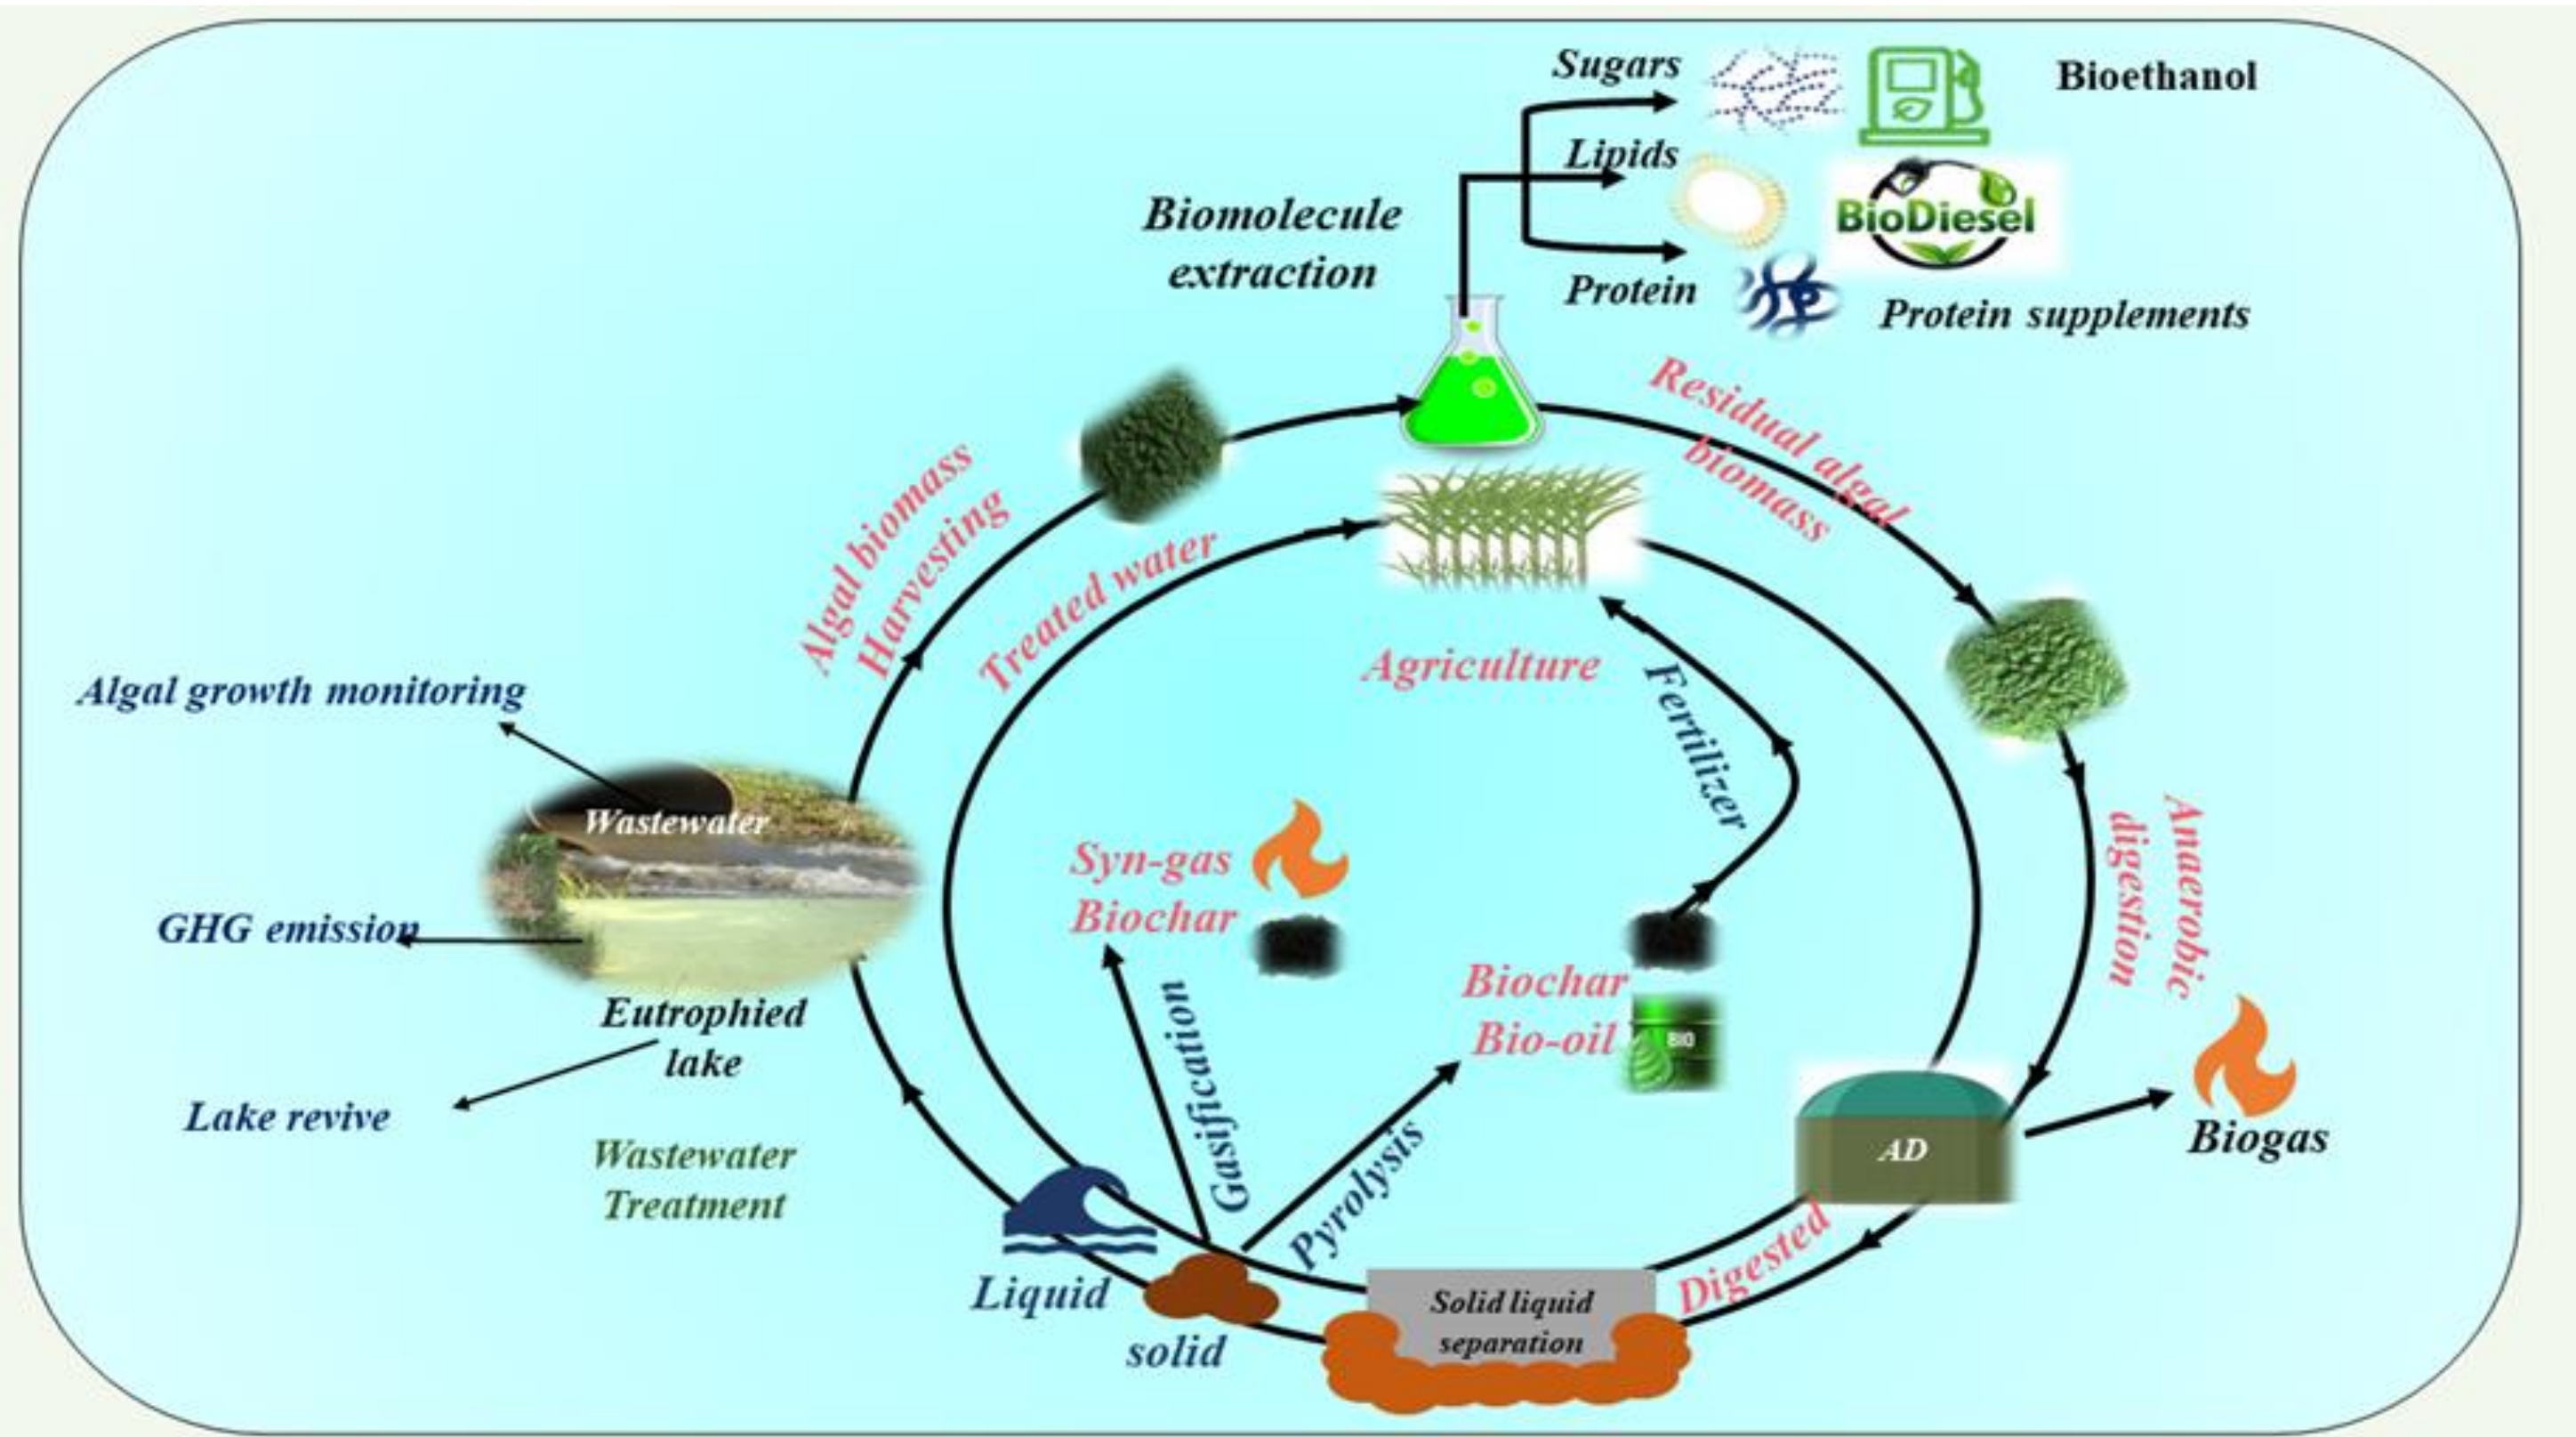 Sugars
Bioethanol
Lipids
BioDiesel
Biomolecule
extraction
Protein
Protein supplements
Residual algal
biomass
Algal biomass
Harvesting
Treated water
Agriculture
Fertilizer
Algal growth monitoring
Wastewater
GHG emission
Eutrophied
lake
Lake revive
Wastewater
Treatment
Syn-gas
Biochar
Gasification
Biochar
Bio-oil
BIO
Pyrolysis
Anaerobic
digestion
AD
Biogas
Digested
Solid liquid
separation
Liquid
solid